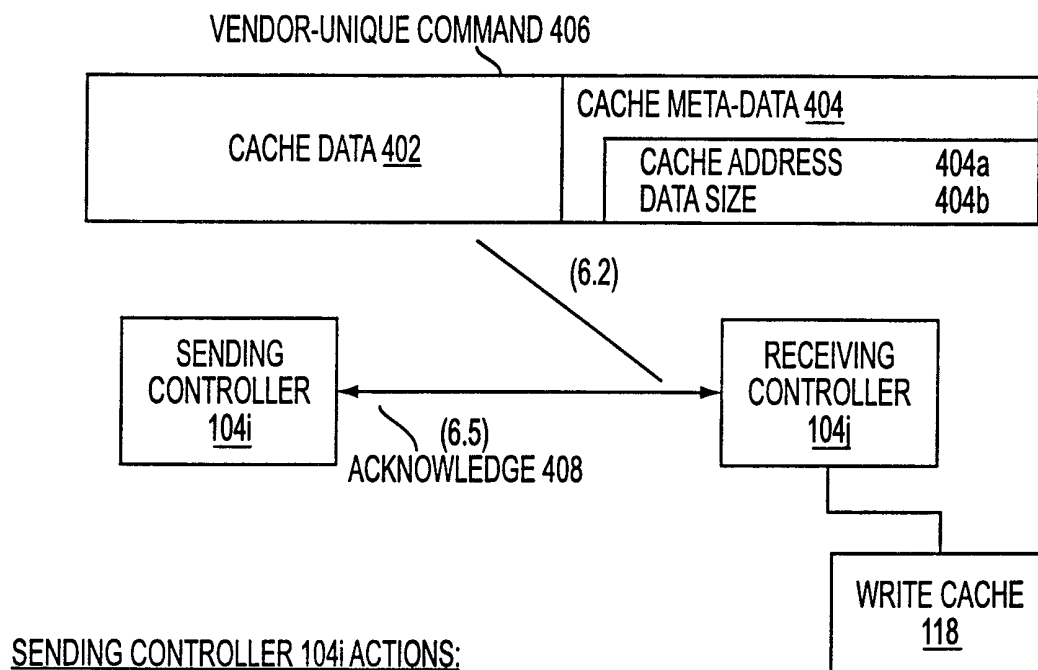 VENDOR-UNIQUE COMMAND 406
CACHE DATA 402
CACHE META-DATA 404
CACHE ADDRESS 404a
DATA SIZE 404b
(6.2)
SENDING
CONTROLLER
104i
RECEIVING
CONTROLLER
104j
(6.5)
ACKNOWLEDGE 408
WRITE CACHE
118
SENDING CONTROLLER 104i ACTIONS: